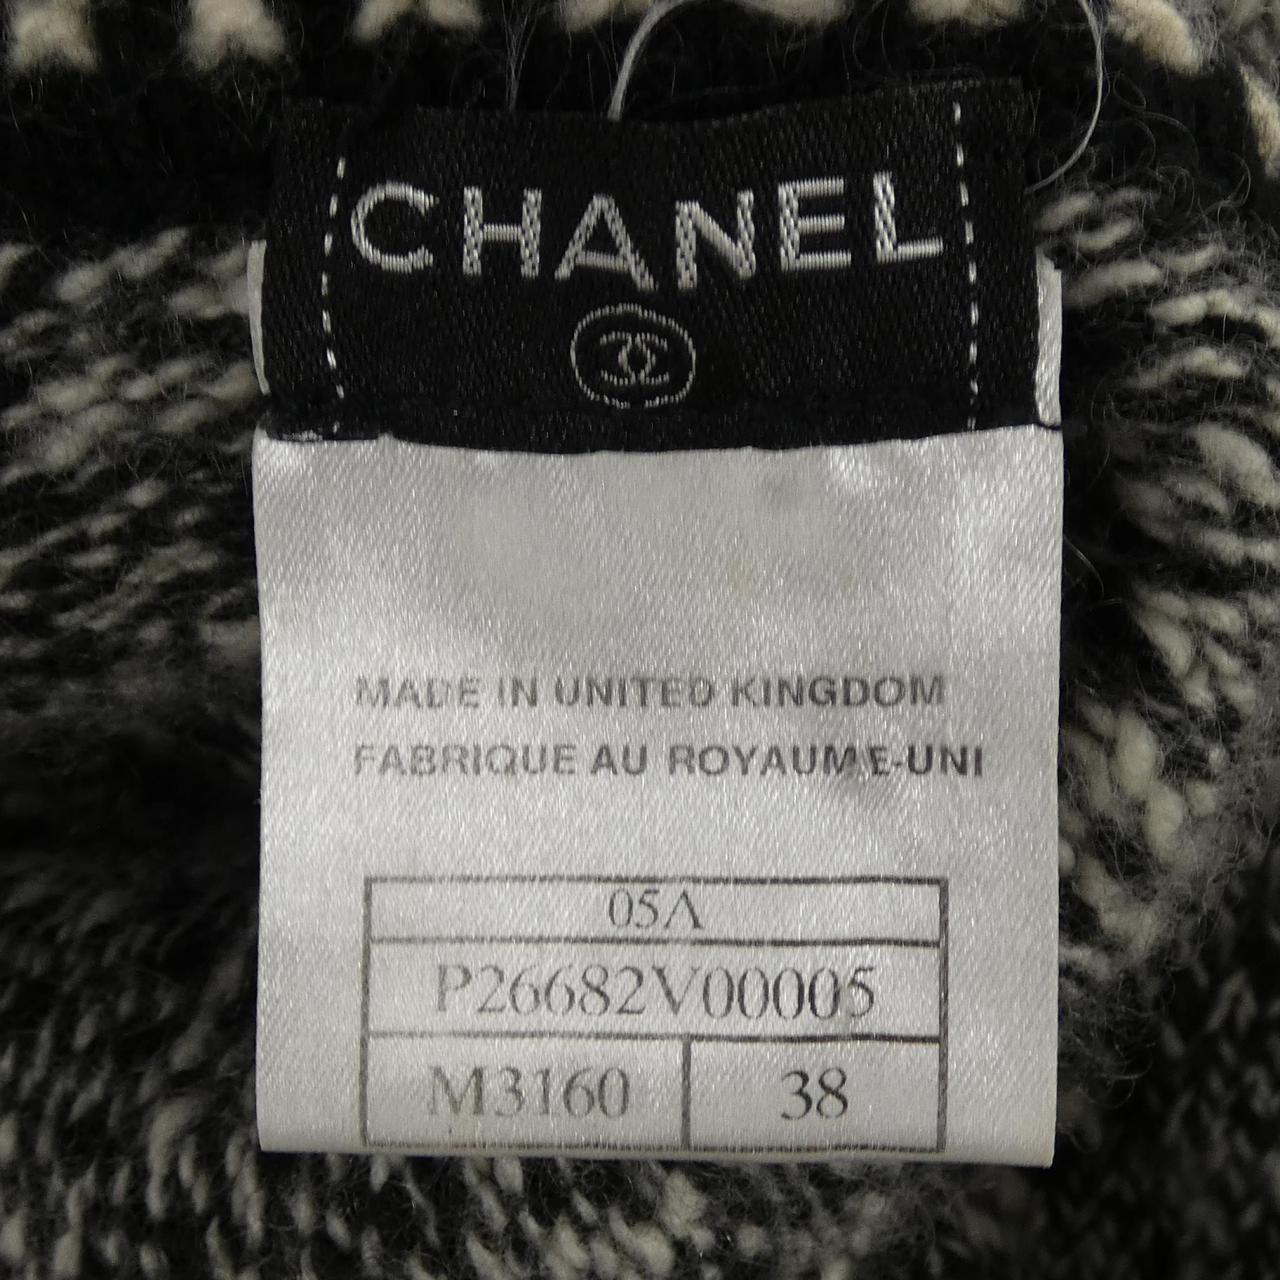 CHANEL
MADE IN UNITED KINGDOM
FABRIQUE AU ROYAUME-UNI
05A
P26682V00005
M3160 38